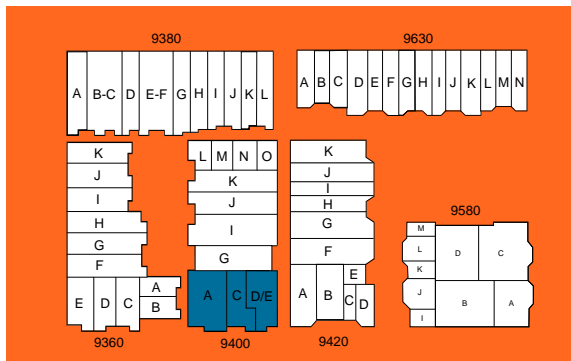 9380
9630
A B-C D E-F G H I J K L
A B C D E F G H I J K L M N
K
J
I
H
G
F
E D C A
B
9360
L M N O
K
J
I
G
A C D/E
9400
K
J
I
H
G
F
E
A B C D
9420
9580
M
L
K
J
I
D C
B A